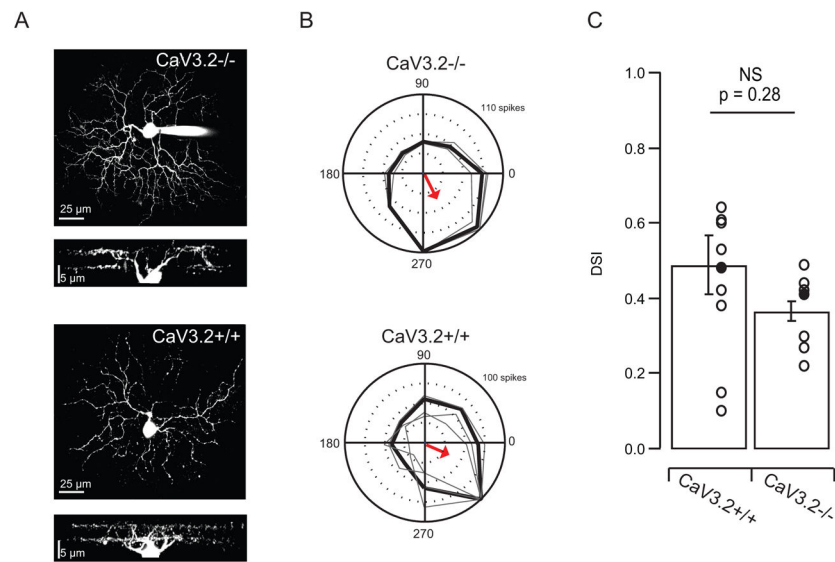 A
CaV3.2-/-
25 µm
5 µm
CaV3.2+/+
25 µm
5 µm
B
CaV3.2-/-
90
110 spikes
180
0
270
CaV3.2+/+
90
100 spikes
180
0
270
C
NS
p = 0.28
DSI
1.0
0.8
0.6
0.4
0.2
0.0
CaV3.2+/+
CaV3.2-/-